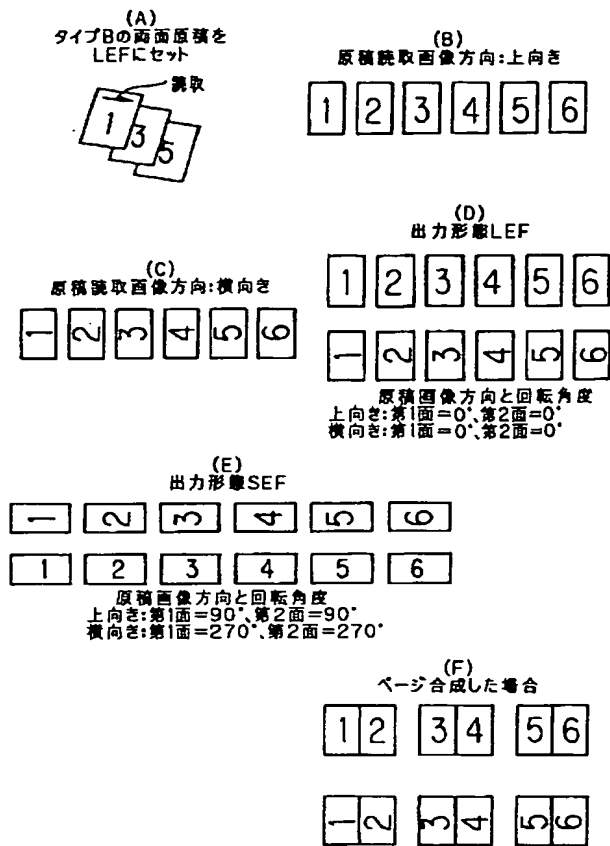 (A)
タイプBの両面原稿を
LEFにセット
読取
1 3 5
(B)
原稿読取画像方向:上向き
1 2 3 4 5 6
(C)
原稿読取画像方向:横向き
1 2 3 4 5 6
(D)
出力形態LEF
1 2 3 4 5 6
1 2 3 4 5 6
原稿画像方向と回転角度
上向き:第1面=0°、第2面=0°
横向き:第1面=0°、第2面=0°
(E)
出力形態SEF
1 2 3 4 5 6
1 2 3 4 5 6
原稿画像方向と回転角度
上向き:第1面=90°、第2面=90°
横向き:第1面=270°、第2面=270°
(F)
ページ合成した場合
1 2 3 4 5 6
1 2 3 4 5 6